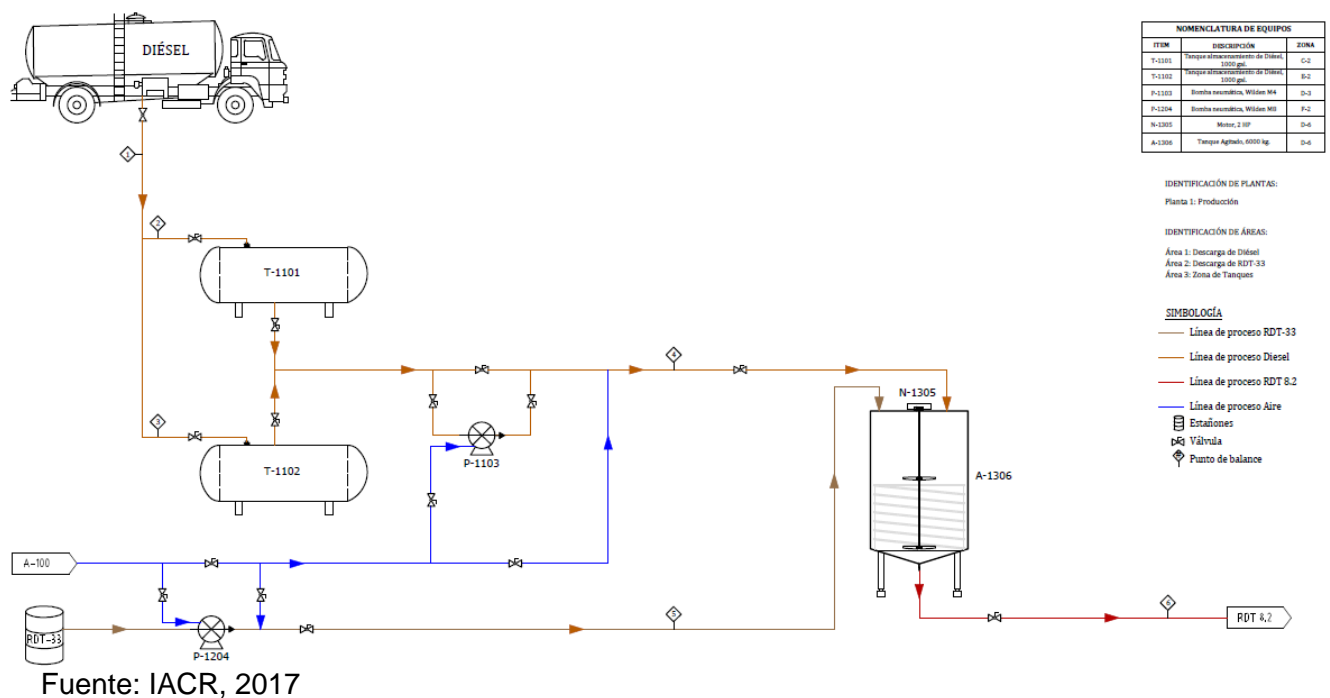 DIÉSEL
NOMENCLATURA DE EQUIPOS
ITEM DESCRIPCIÓN ZONA
T-1101 Tanque almacenamiento de Diésel, 1000 gal. C-2
T-1102 Tanque almacenamiento de Diésel, 1000 gal. E-2
P-1103 Bomba neumática, Wilden M4 D-3
P-1204 Bomba neumática, Wilden M8 F-2
N-1305 Motor, 2 HP D-6
A-1306 Tanque Agitado, 6000 kg. D-6
IDENTIFICACIÓN DE PLANTAS:
Planta 1: Producción
IDENTIFICACIÓN DE ÁREAS:
Área 1: Descarga de Diésel
Área 2: Descarga de RDT-33
Área 3: Zona de Tanques
SIMBOLOGÍA
Línea de proceso RDT-33
Línea de proceso Diesel
Línea de proceso RDT 8.2
Línea de proceso Aire
Estañones
Válvula
Punto de balance
1
2
T-1101
3
T-1102
4
P-1103
N-1305
A-1306
A-100
RDT-33
P-1204
5
6
RDT 8.2
Fuente: IACR, 2017